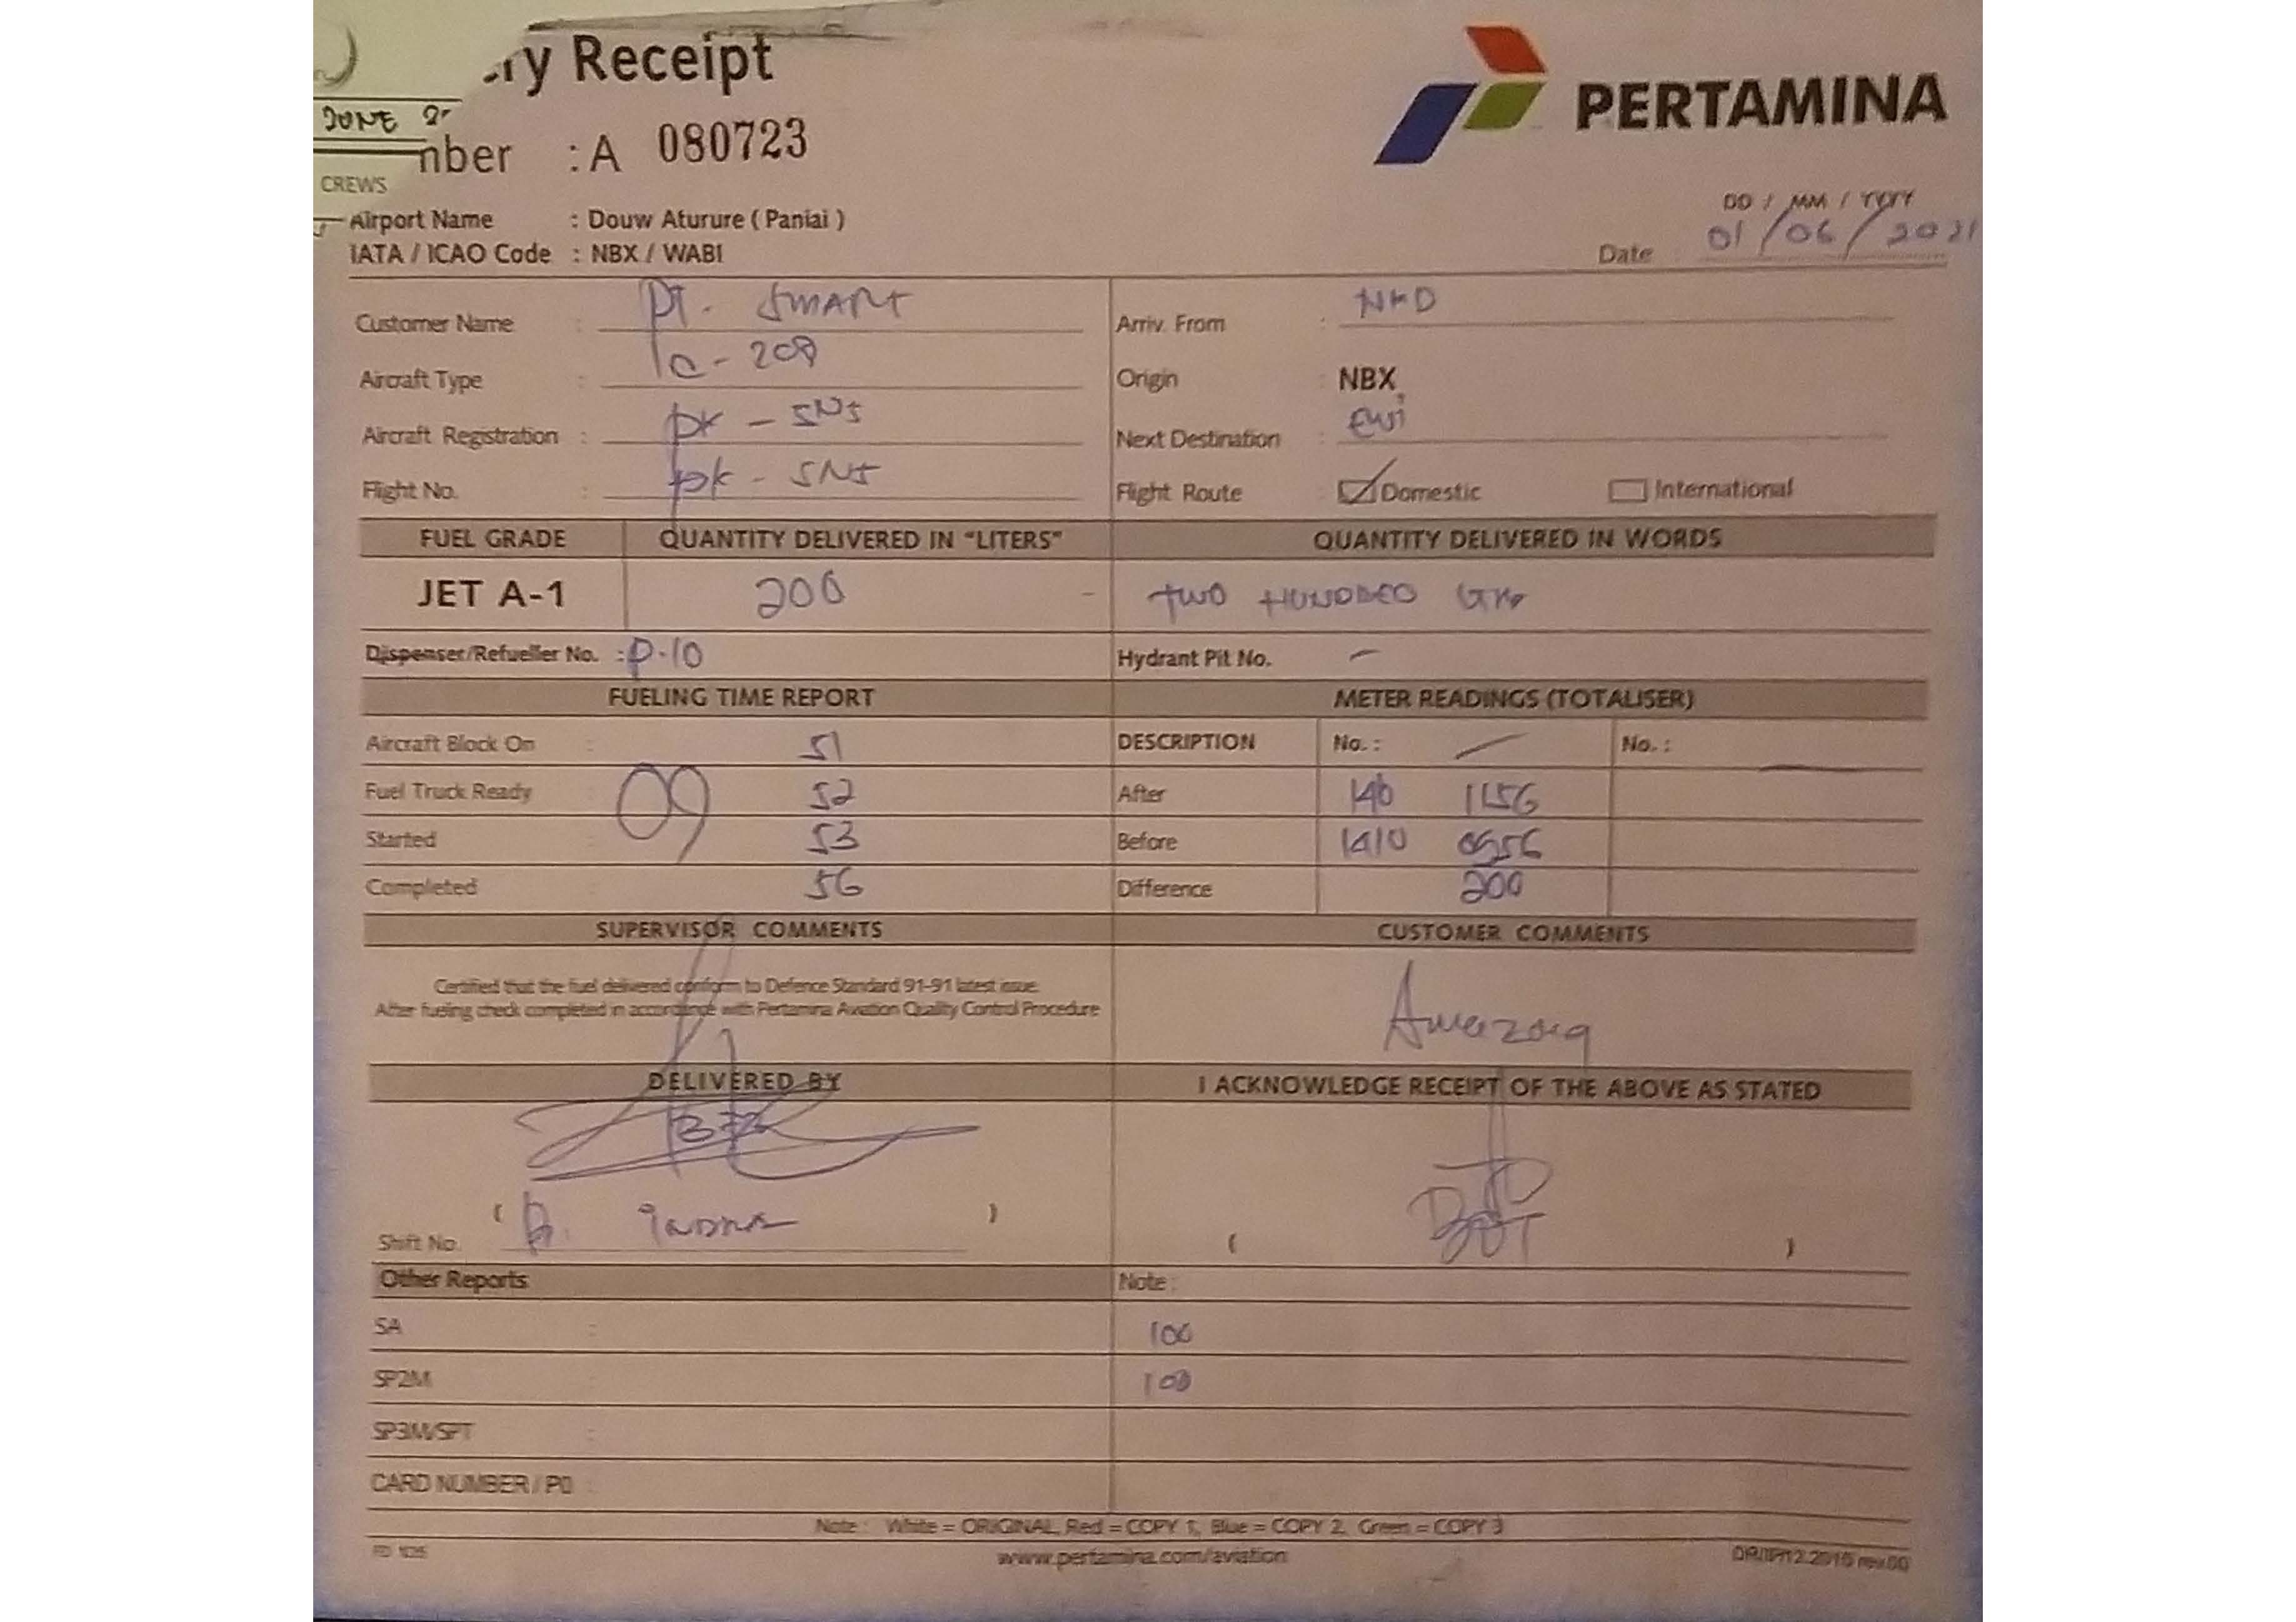 ry Receipt
PERTAMINA
JUNE
nber : A 080723
CREWS
DD / MM / YYYY
Airport Name : Douw Aturure ( Paniai )
Date 01/06/2021
IATA / ICAO Code : NBX / WABI
Customer Name : PT. SMART
Arriv. From :
Aircraft Type : C-208
Origin : NBX
Aircraft Registration : PK - SNS
Next Destination : EWI
Flight No. : PK - SNS
Flight Route : Domestic International
FUEL GRADE QUANTITY DELIVERED IN "LITERS" QUANTITY DELIVERED IN WORDS
JET A-1 200 - TWO HUNDRED
Dispenser/Refueller No. : P-10 Hydrant Pit No. -
FUELING TIME REPORT METER READINGS (TOTALISER)
Aircraft Block On : 51 DESCRIPTION No. : - No. : -
Fuel Truck Ready : 09 52 After 1156
Started : 53 Before 1410 0956
Completed : 56 Difference 200
SUPERVISOR COMMENTS CUSTOMER COMMENTS
Certified that the fuel delivered conform to Defence Standard 91-91 latest issue.
After fueling check completed in accordance with Pertamina Aviation Quality Control Procedure
DELIVERED BY I ACKNOWLEDGE RECEIPT OF THE ABOVE AS STATED
( )
Shift No. ( )
Other Reports Note :
SA : 100
SP2M 100
SP3M/SPT :
CARD NUMBER / PO :
Note : White = ORIGINAL, Red = COPY 1, Blue = COPY 2, Green = COPY 3
www.pertamina.com/aviation